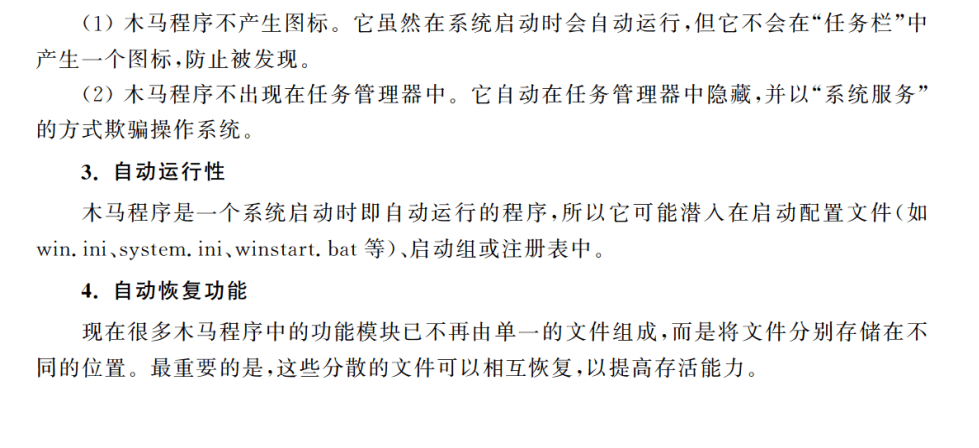 (1) 木马程序不产生图标。它虽然在系统启动时会自动运行,但它不会在“任务栏”中
产生一个图标,防止被发现。
(2) 木马程序不出现在任务管理器中。它自动在任务管理器中隐藏,并以“系统服务”
的方式欺骗操作系统。
3. 自动运行性
木马程序是一个系统启动时即自动运行的程序,所以它可能潜入在启动配置文件(如
win. ini、system. ini、winstart. bat 等)、启动组或注册表中。
4. 自动恢复功能
现在很多木马程序中的功能模块已不再由单一的文件组成,而是将文件分别存储在不
同的位置。最重要的是,这些分散的文件可以相互恢复,以提高存活能力。